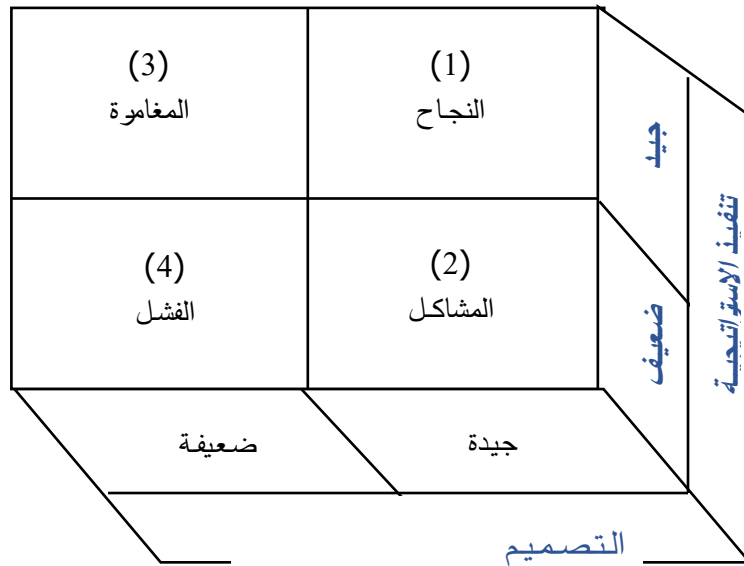 (1)
النجاح
(3)
المغامرة
جيد
(2)
المشاكل
(4)
الفشل
ضعيف
تنفيذ الاستراتيجية
جيدة
ضعيفة
التصميم